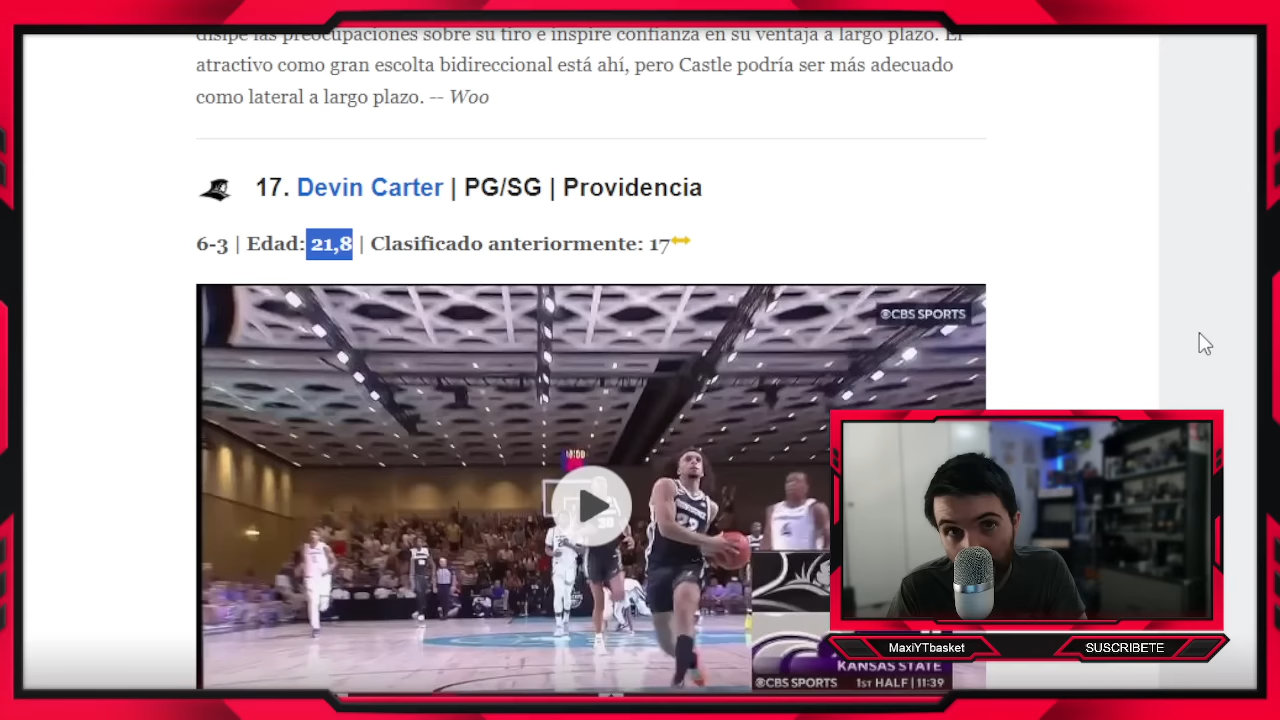 disipe las preocupaciones sobre su tiro e inspire confianza en su ventaja a largo plazo. El
atractivo como gran escolta bidireccional está ahí, pero Castle podría ser más adecuado
como lateral a largo plazo. -- Woo
17. Devin Carter | PG/SG | Providencia
6-3 | Edad: 21,8 | Clasificado anteriormente: 17
CBS SPORTS
KANSAS STATE
CBS SPORTS 1ST HALF | 11:39
MaxiYTbasket
SUSCRIBETE